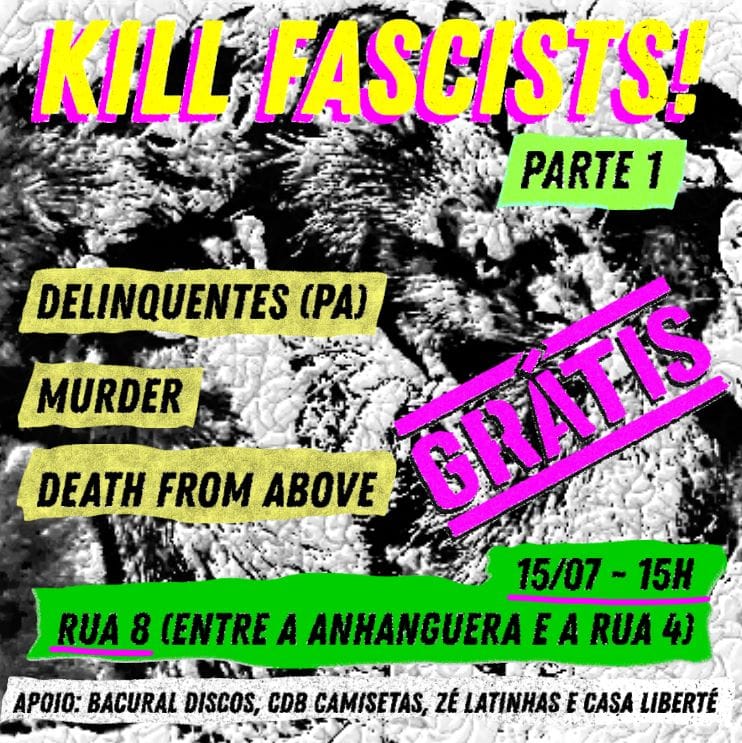 KILL FASCISTS!
PARTE 1
DELINQUENTES (PA)
MURDER
DEATH FROM ABOVE
GRÁTIS
15/07 - 15H
RUA 8 (ENTRE A ANHANGUERA E A RUA 4)
APOIO: BACURAL DISCOS, CDB CAMISETAS, ZÉ LATINHAS E CASA LIBERTÉ